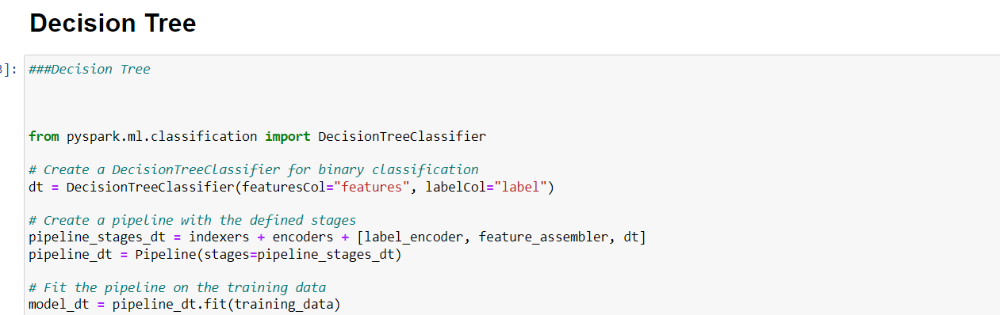 Decision Tree
]: ###Decision Tree
from pyspark.ml.classification import DecisionTreeClassifier
# Create a DecisionTreeClassifier for binary classification
dt = DecisionTreeClassifier(featuresCol="features", labelCol="label")
# Create a pipeline with the defined stages
pipeline_stages_dt = indexers + encoders + [label_encoder, feature_assembler, dt]
pipeline_dt = Pipeline(stages=pipeline_stages_dt)
# Fit the pipeline on the training data
model_dt = pipeline_dt.fit(training_data)